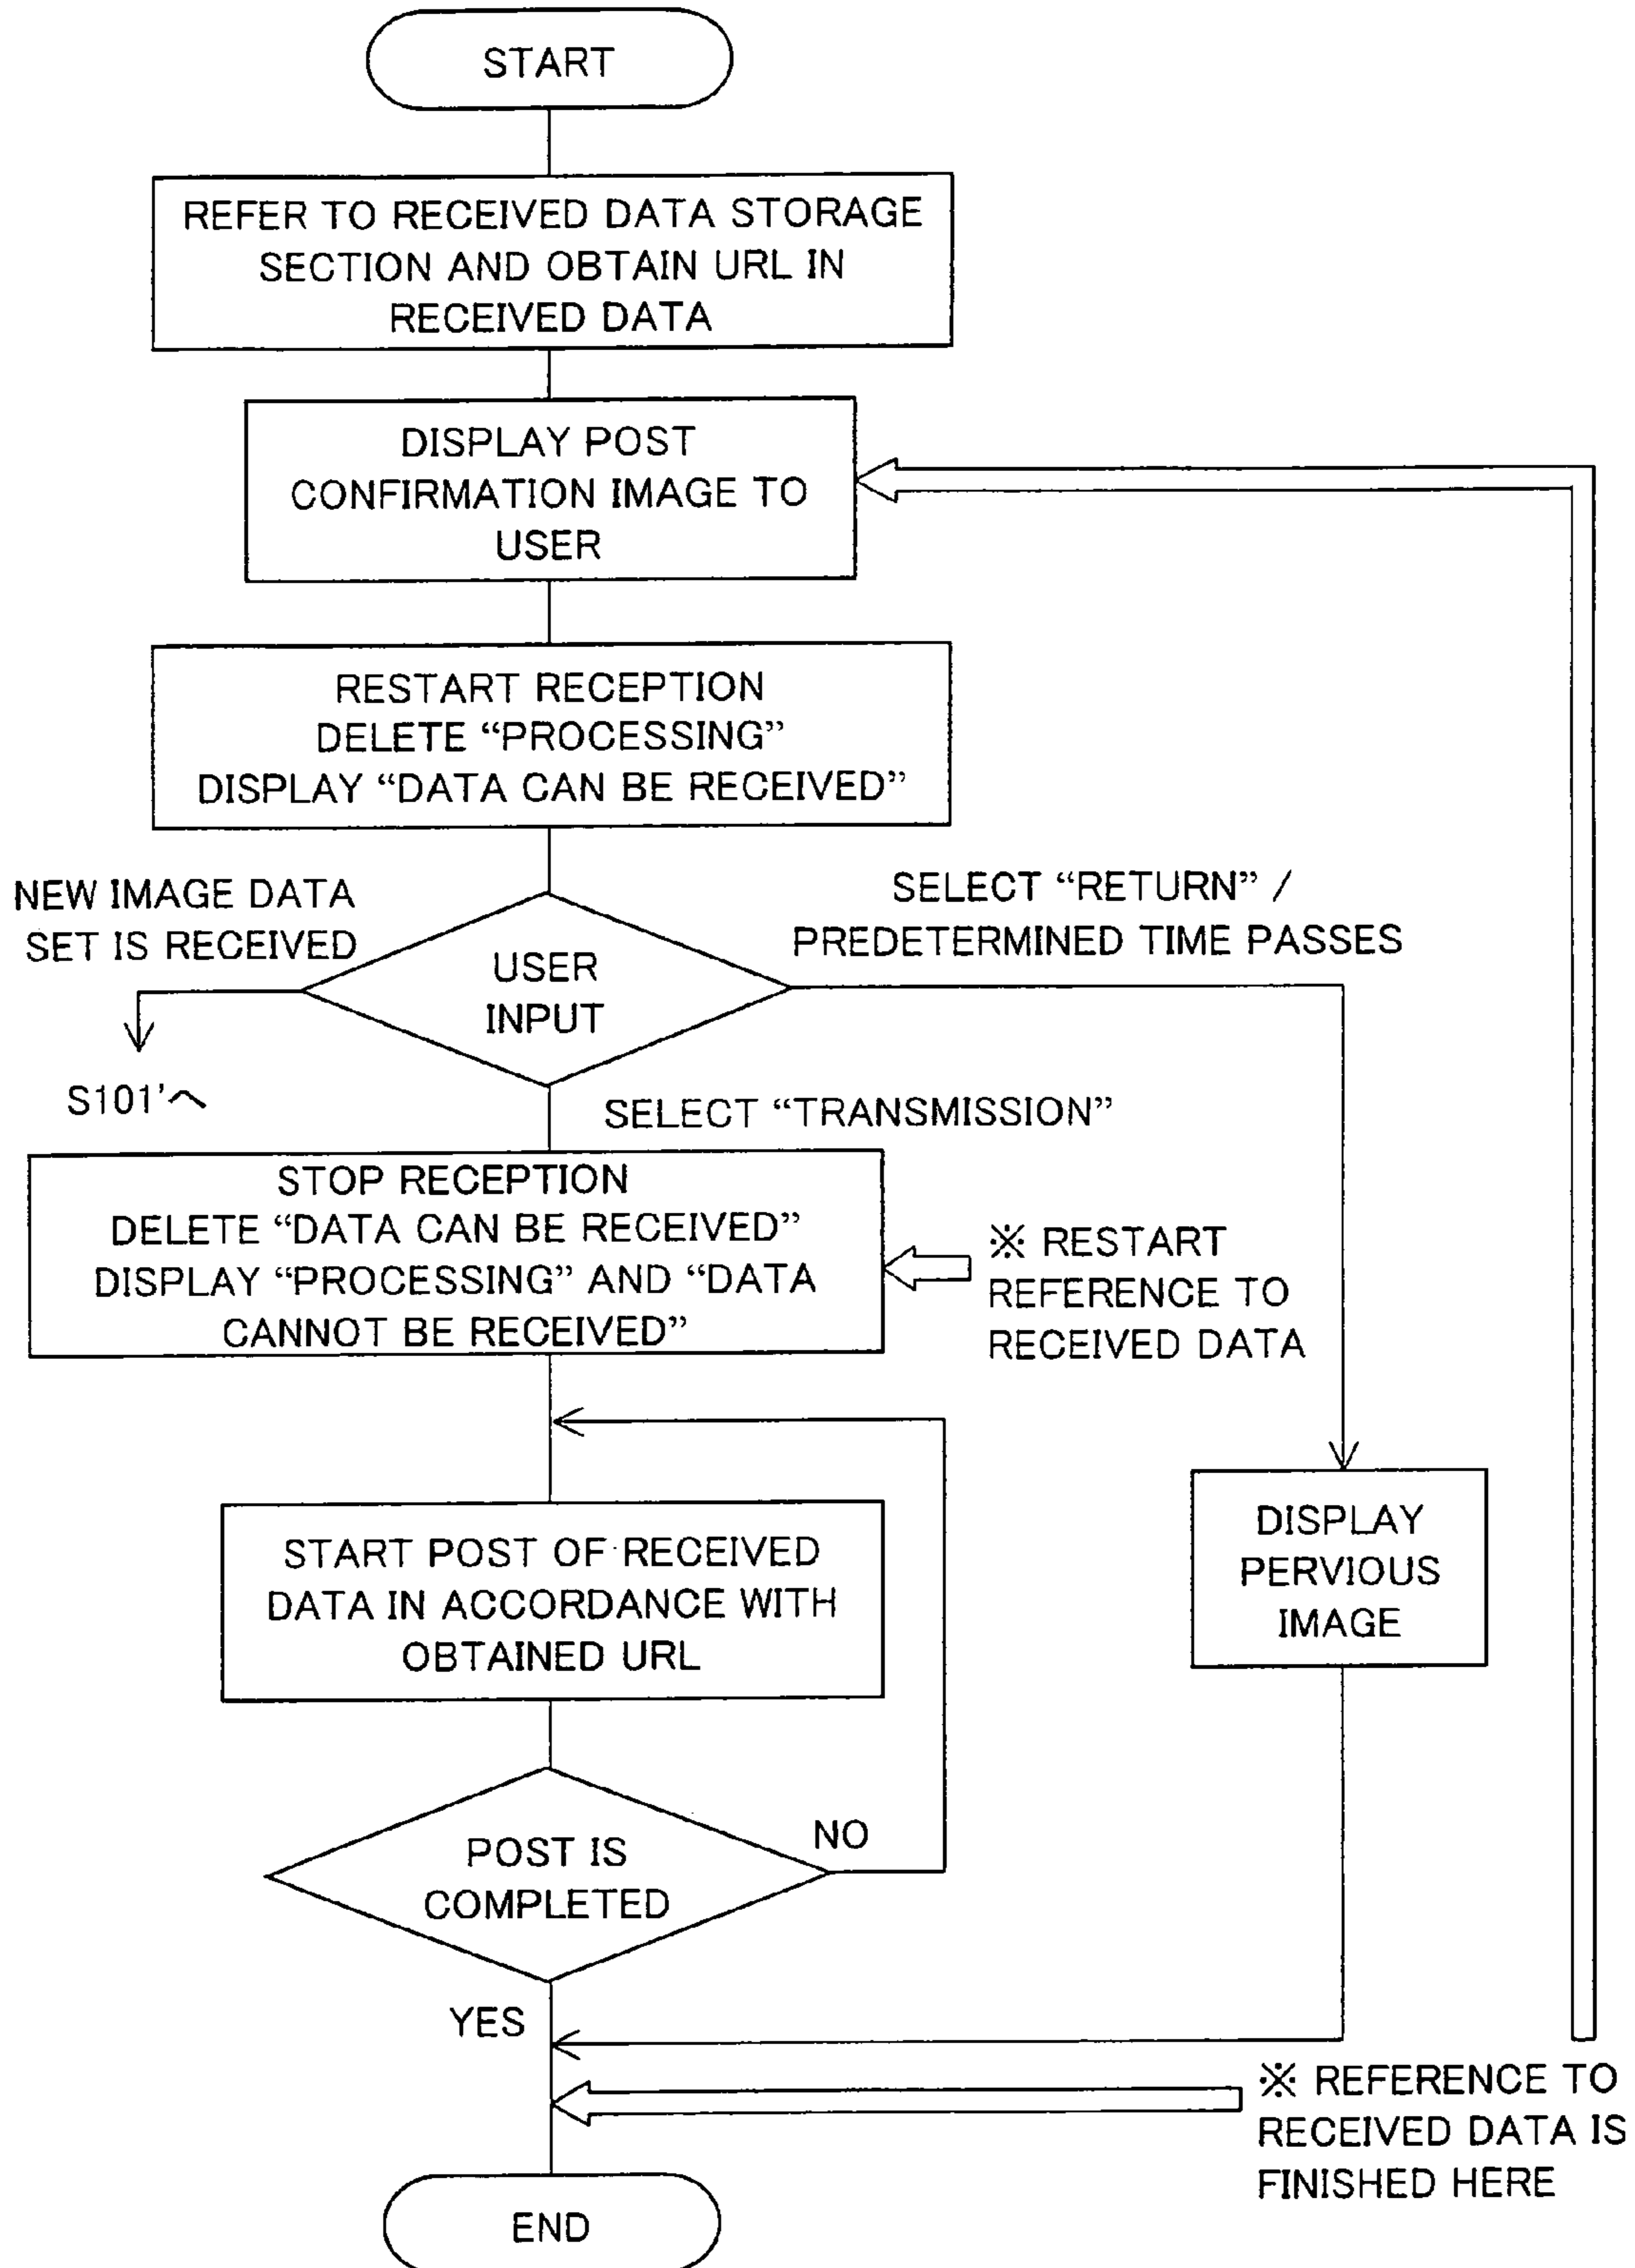 START
REFER TO RECEIVED DATA STORAGE
SECTION AND OBTAIN URL IN
RECEIVED DATA
DISPLAY POST
CONFIRMATION IMAGE TO
USER
RESTART RECEPTION
DELETE “PROCESSING”
DISPLAY “DATA CAN BE RECEIVED”
NEW IMAGE DATA
SET IS RECEIVED
SELECT “RETURN” /
PREDETERMINED TIME PASSES
USER
INPUT
S101'へ
SELECT “TRANSMISSION”
STOP RECEPTION
DELETE “DATA CAN BE RECEIVED”
DISPLAY “PROCESSING” AND “DATA
CANNOT BE RECEIVED”
※ RESTART
REFERENCE TO
RECEIVED DATA
START POST OF RECEIVED
DATA IN ACCORDANCE WITH
OBTAINED URL
DISPLAY
PERVIOUS
IMAGE
POST IS
COMPLETED
NO
YES
※ REFERENCE TO
RECEIVED DATA IS
FINISHED HERE
END